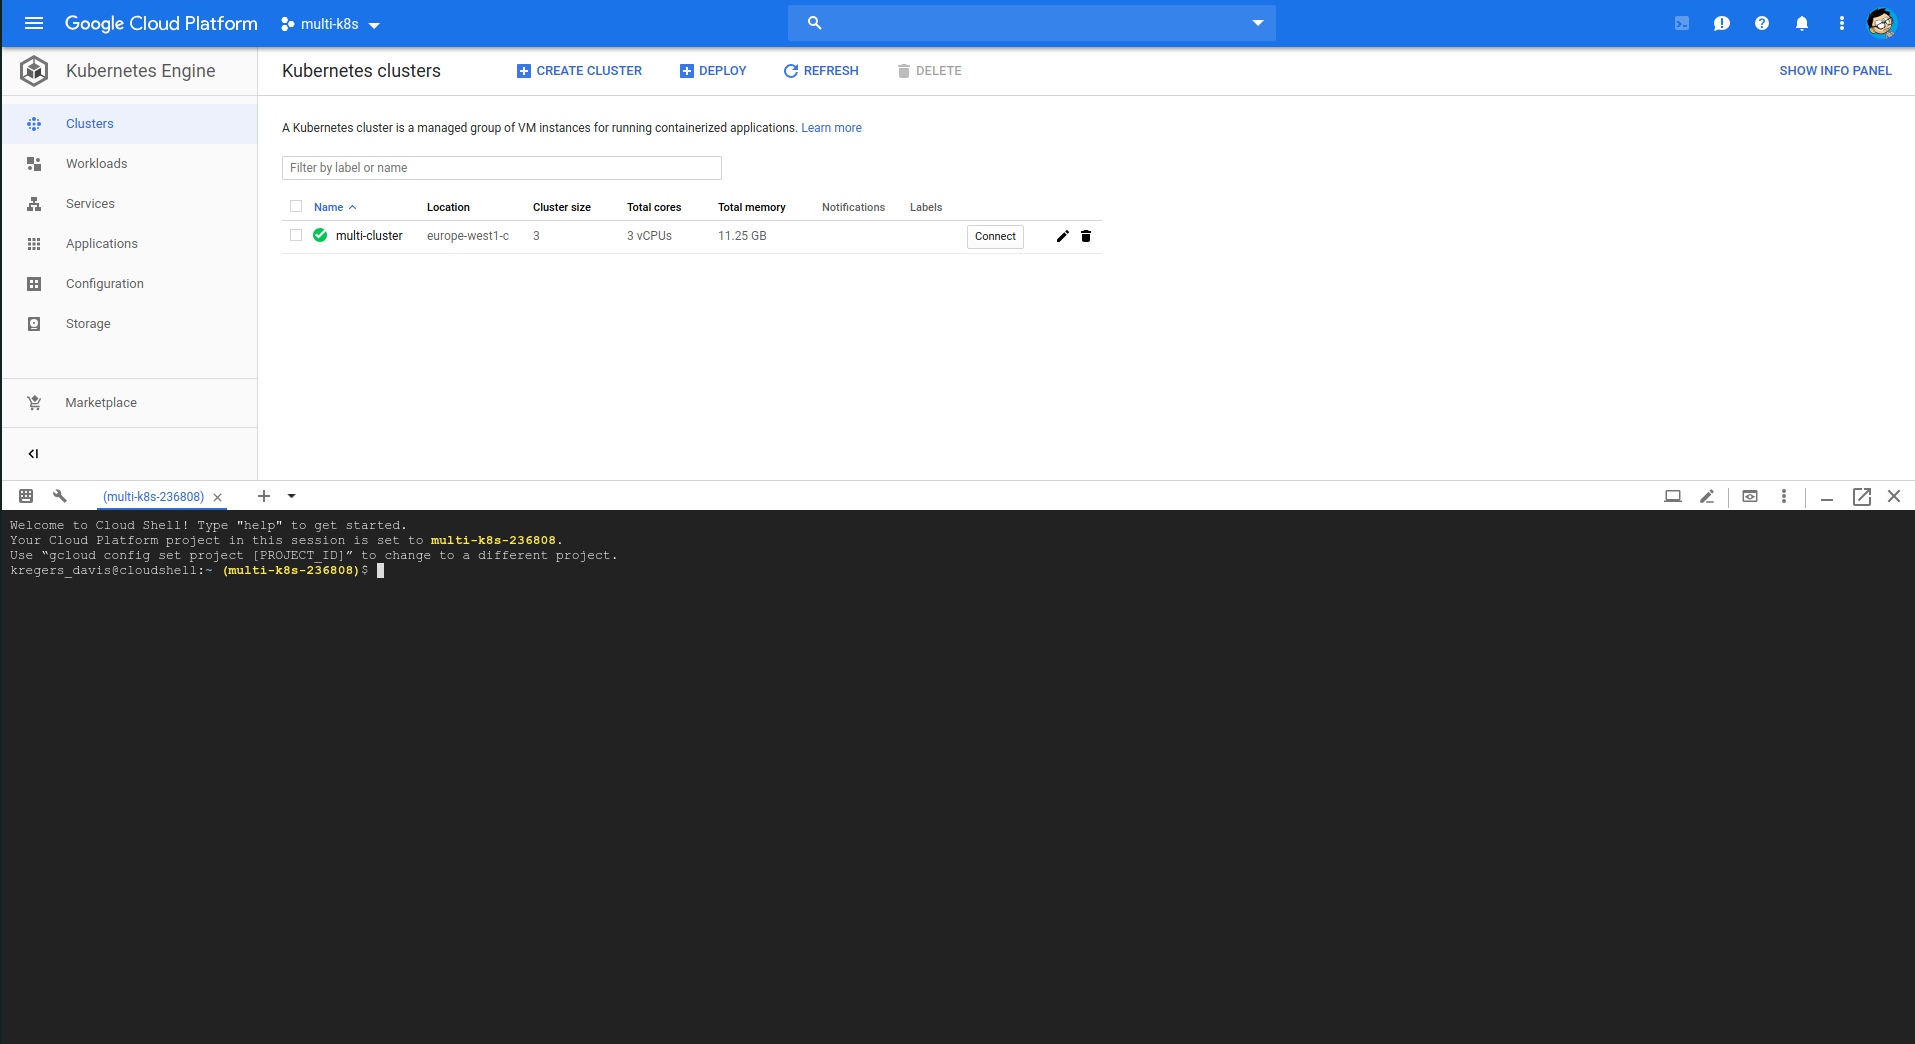 Google Cloud Platform multi-k8s
Kubernetes Engine
Kubernetes clusters CREATE CLUSTER DEPLOY REFRESH DELETE SHOW INFO PANEL
Clusters
Workloads
Services
Applications
Configuration
Storage
Marketplace
A Kubernetes cluster is a managed group of VM instances for running containerized applications. Learn more
Filter by label or name
Name Location Cluster size Total cores Total memory Notifications Labels
multi-cluster europe-west1-c 3 3 vCPUs 11.25 GB Connect
(multi-k8s-236808)
Welcome to Cloud Shell! Type "help" to get started.
Your Cloud Platform project in this session is set to multi-k8s-236808.
Use “gcloud config set project [PROJECT_ID]” to change to a different project.
kregers_davis@cloudshell:~ (multi-k8s-236808)$